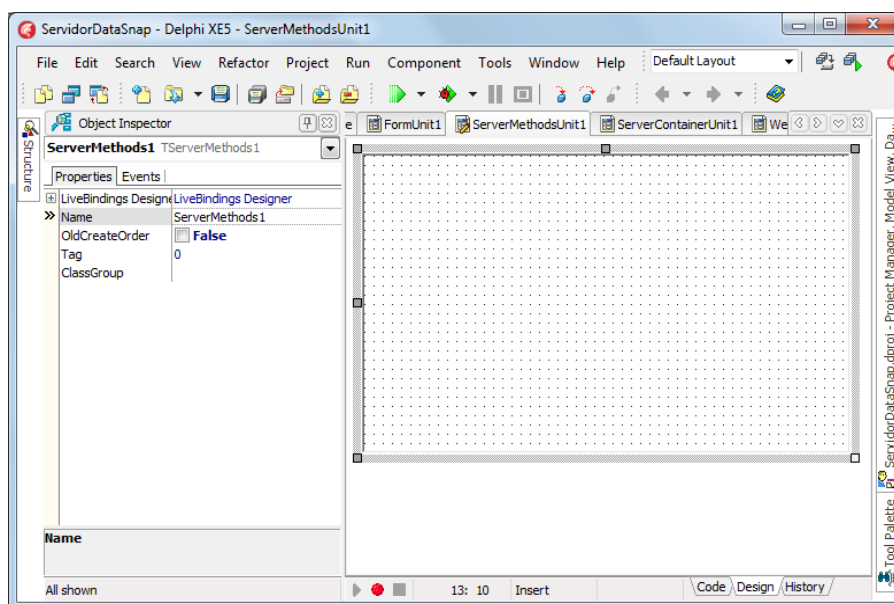 ServidorDataSnap - Delphi XE5 - ServerMethodsUnit1
File Edit Search View Refactor Project Run Component Tools Window Help Default Layout
Object Inspector
e FormUnit1 ServerMethodsUnit1 ServerContainerUnit1 We
ServerMethods1 TServerMethods1
Structure
Properties Events
LiveBindings Designe LiveBindings Designer
Name ServerMethods1
OldCreateOrder False
Tag 0
ClassGroup
ServidorDataSnap.dproj - Project Manager, Model View, Da...
Tool Palette
Name
All shown
13: 10 Insert
Code Design History